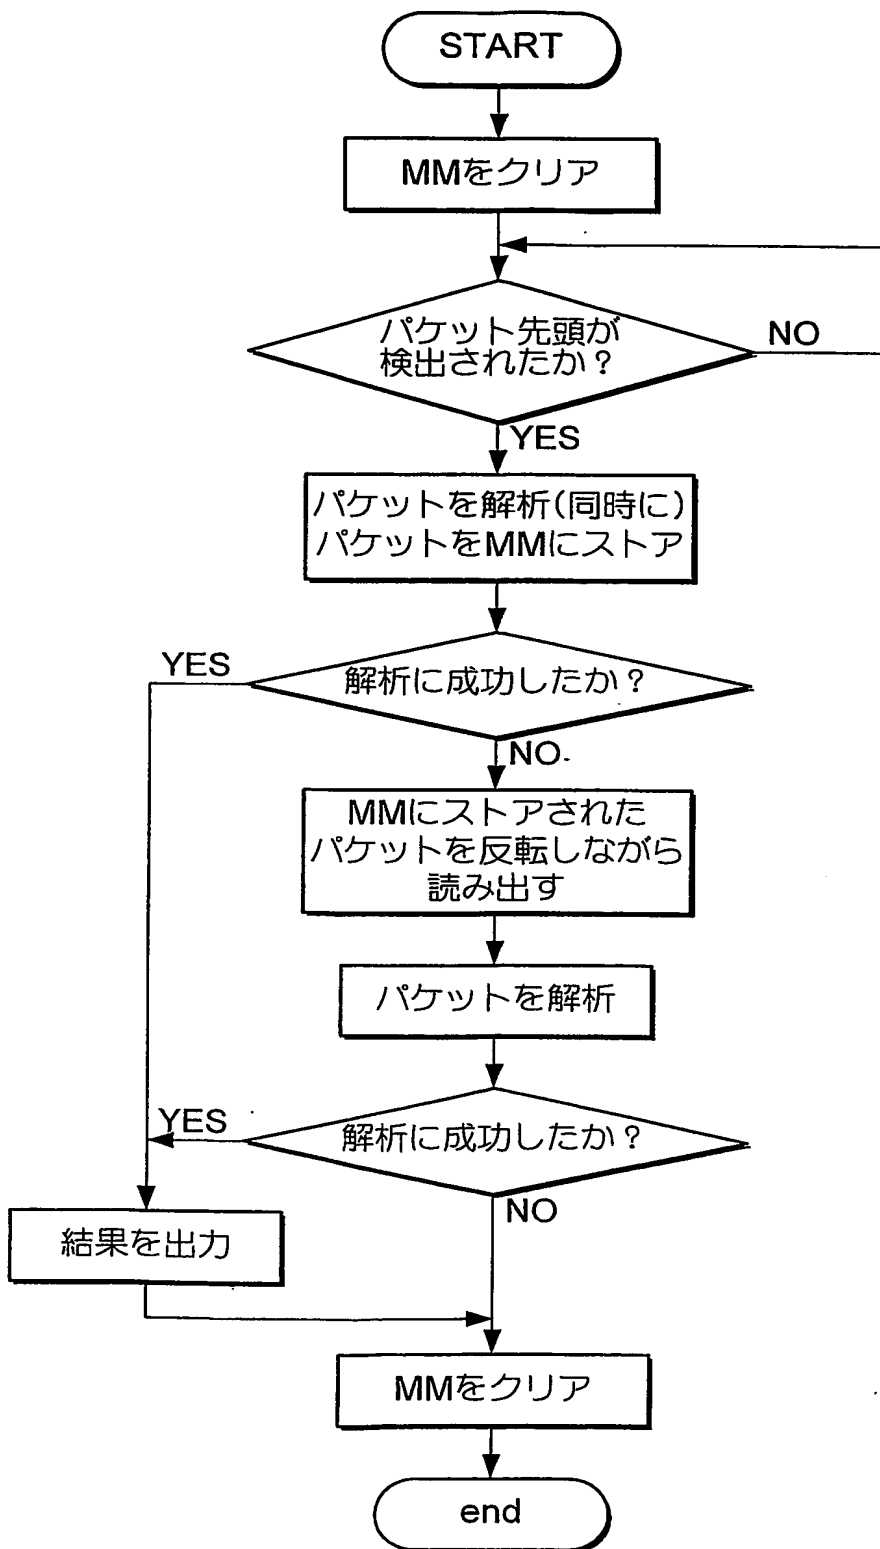 START
MMをクリア
パケット先頭が
検出されたか？
NO
YES
パケットを解析(同時に)
パケットをMMにストア
YES
解析に成功したか？
NO
MMにストアされた
パケットを反転しながら
読み出す
パケットを解析
YES
解析に成功したか？
NO
結果を出力
MMをクリア
end